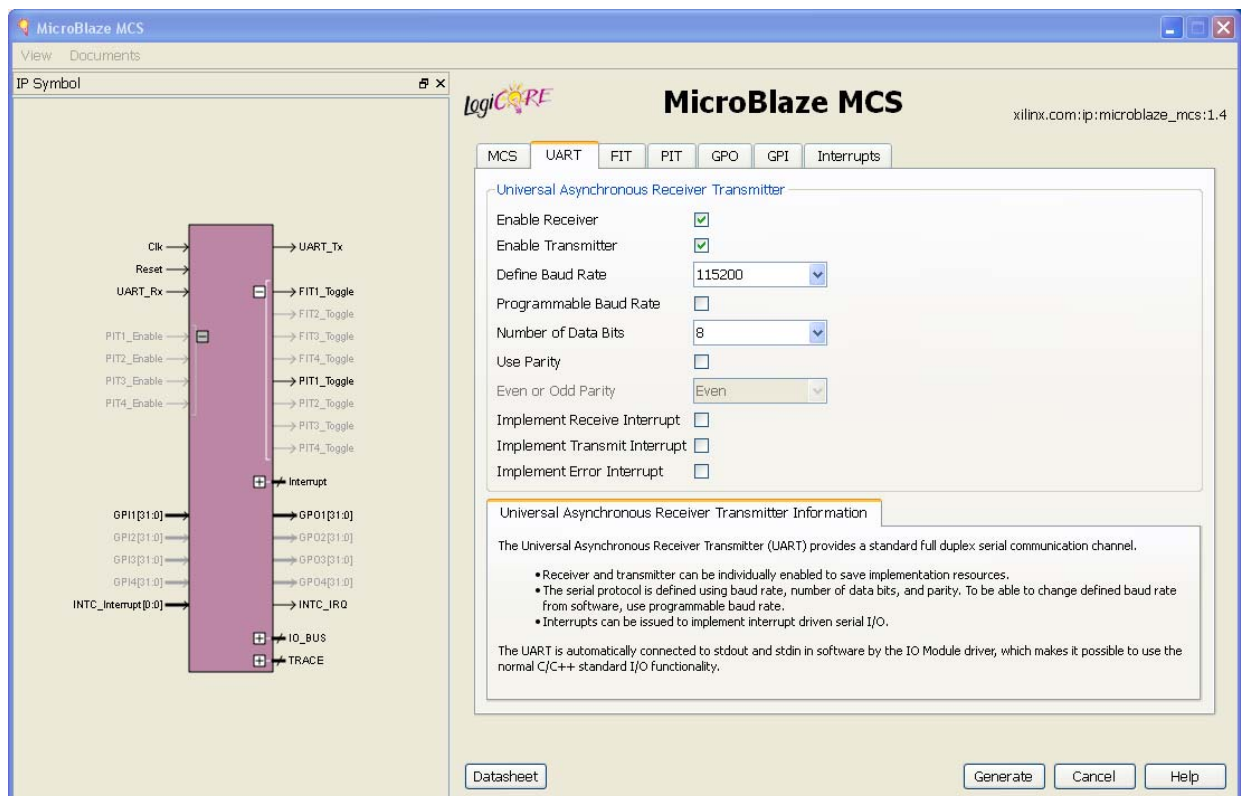 MicroBlaze MCS
View Documents
IP Symbol
Clk
Reset
UART_Rx
PIT1_Enable
PIT2_Enable
PIT3_Enable
PIT4_Enable
GPI1[31:0]
GPI2[31:0]
GPI3[31:0]
GPI4[31:0]
INTC_Interrupt[0:0]
UART_Tx
FIT1_Toggle
FIT2_Toggle
FIT3_Toggle
FIT4_Toggle
PIT1_Toggle
PIT2_Toggle
PIT3_Toggle
PIT4_Toggle
Interrupt
GPO1[31:0]
GPO2[31:0]
GPO3[31:0]
GPO4[31:0]
INTC_IRQ
IO_BUS
TRACE
logiCORE
MicroBlaze MCS
xilinx.com:ip:microblaze_mcs:1.4
MCS UART FIT PIT GPO GPI Interrupts
Universal Asynchronous Receiver Transmitter
Enable Receiver
Enable Transmitter
Define Baud Rate 115200
Programmable Baud Rate
Number of Data Bits 8
Use Parity
Even or Odd Parity Even
Implement Receive Interrupt
Implement Transmit Interrupt
Implement Error Interrupt
Universal Asynchronous Receiver Transmitter Information
The Universal Asynchronous Receiver Transmitter (UART) provides a standard full duplex serial communication channel.
•Receiver and transmitter can be individually enabled to save implementation resources.
•The serial protocol is defined using baud rate, number of data bits, and parity. To be able to change defined baud rate
from software, use programmable baud rate.
•Interrupts can be issued to implement interrupt driven serial I/O.
The UART is automatically connected to stdout and stdin in software by the IO Module driver, which makes it possible to use the
normal C/C++ standard I/O functionality.
Datasheet Generate Cancel Help